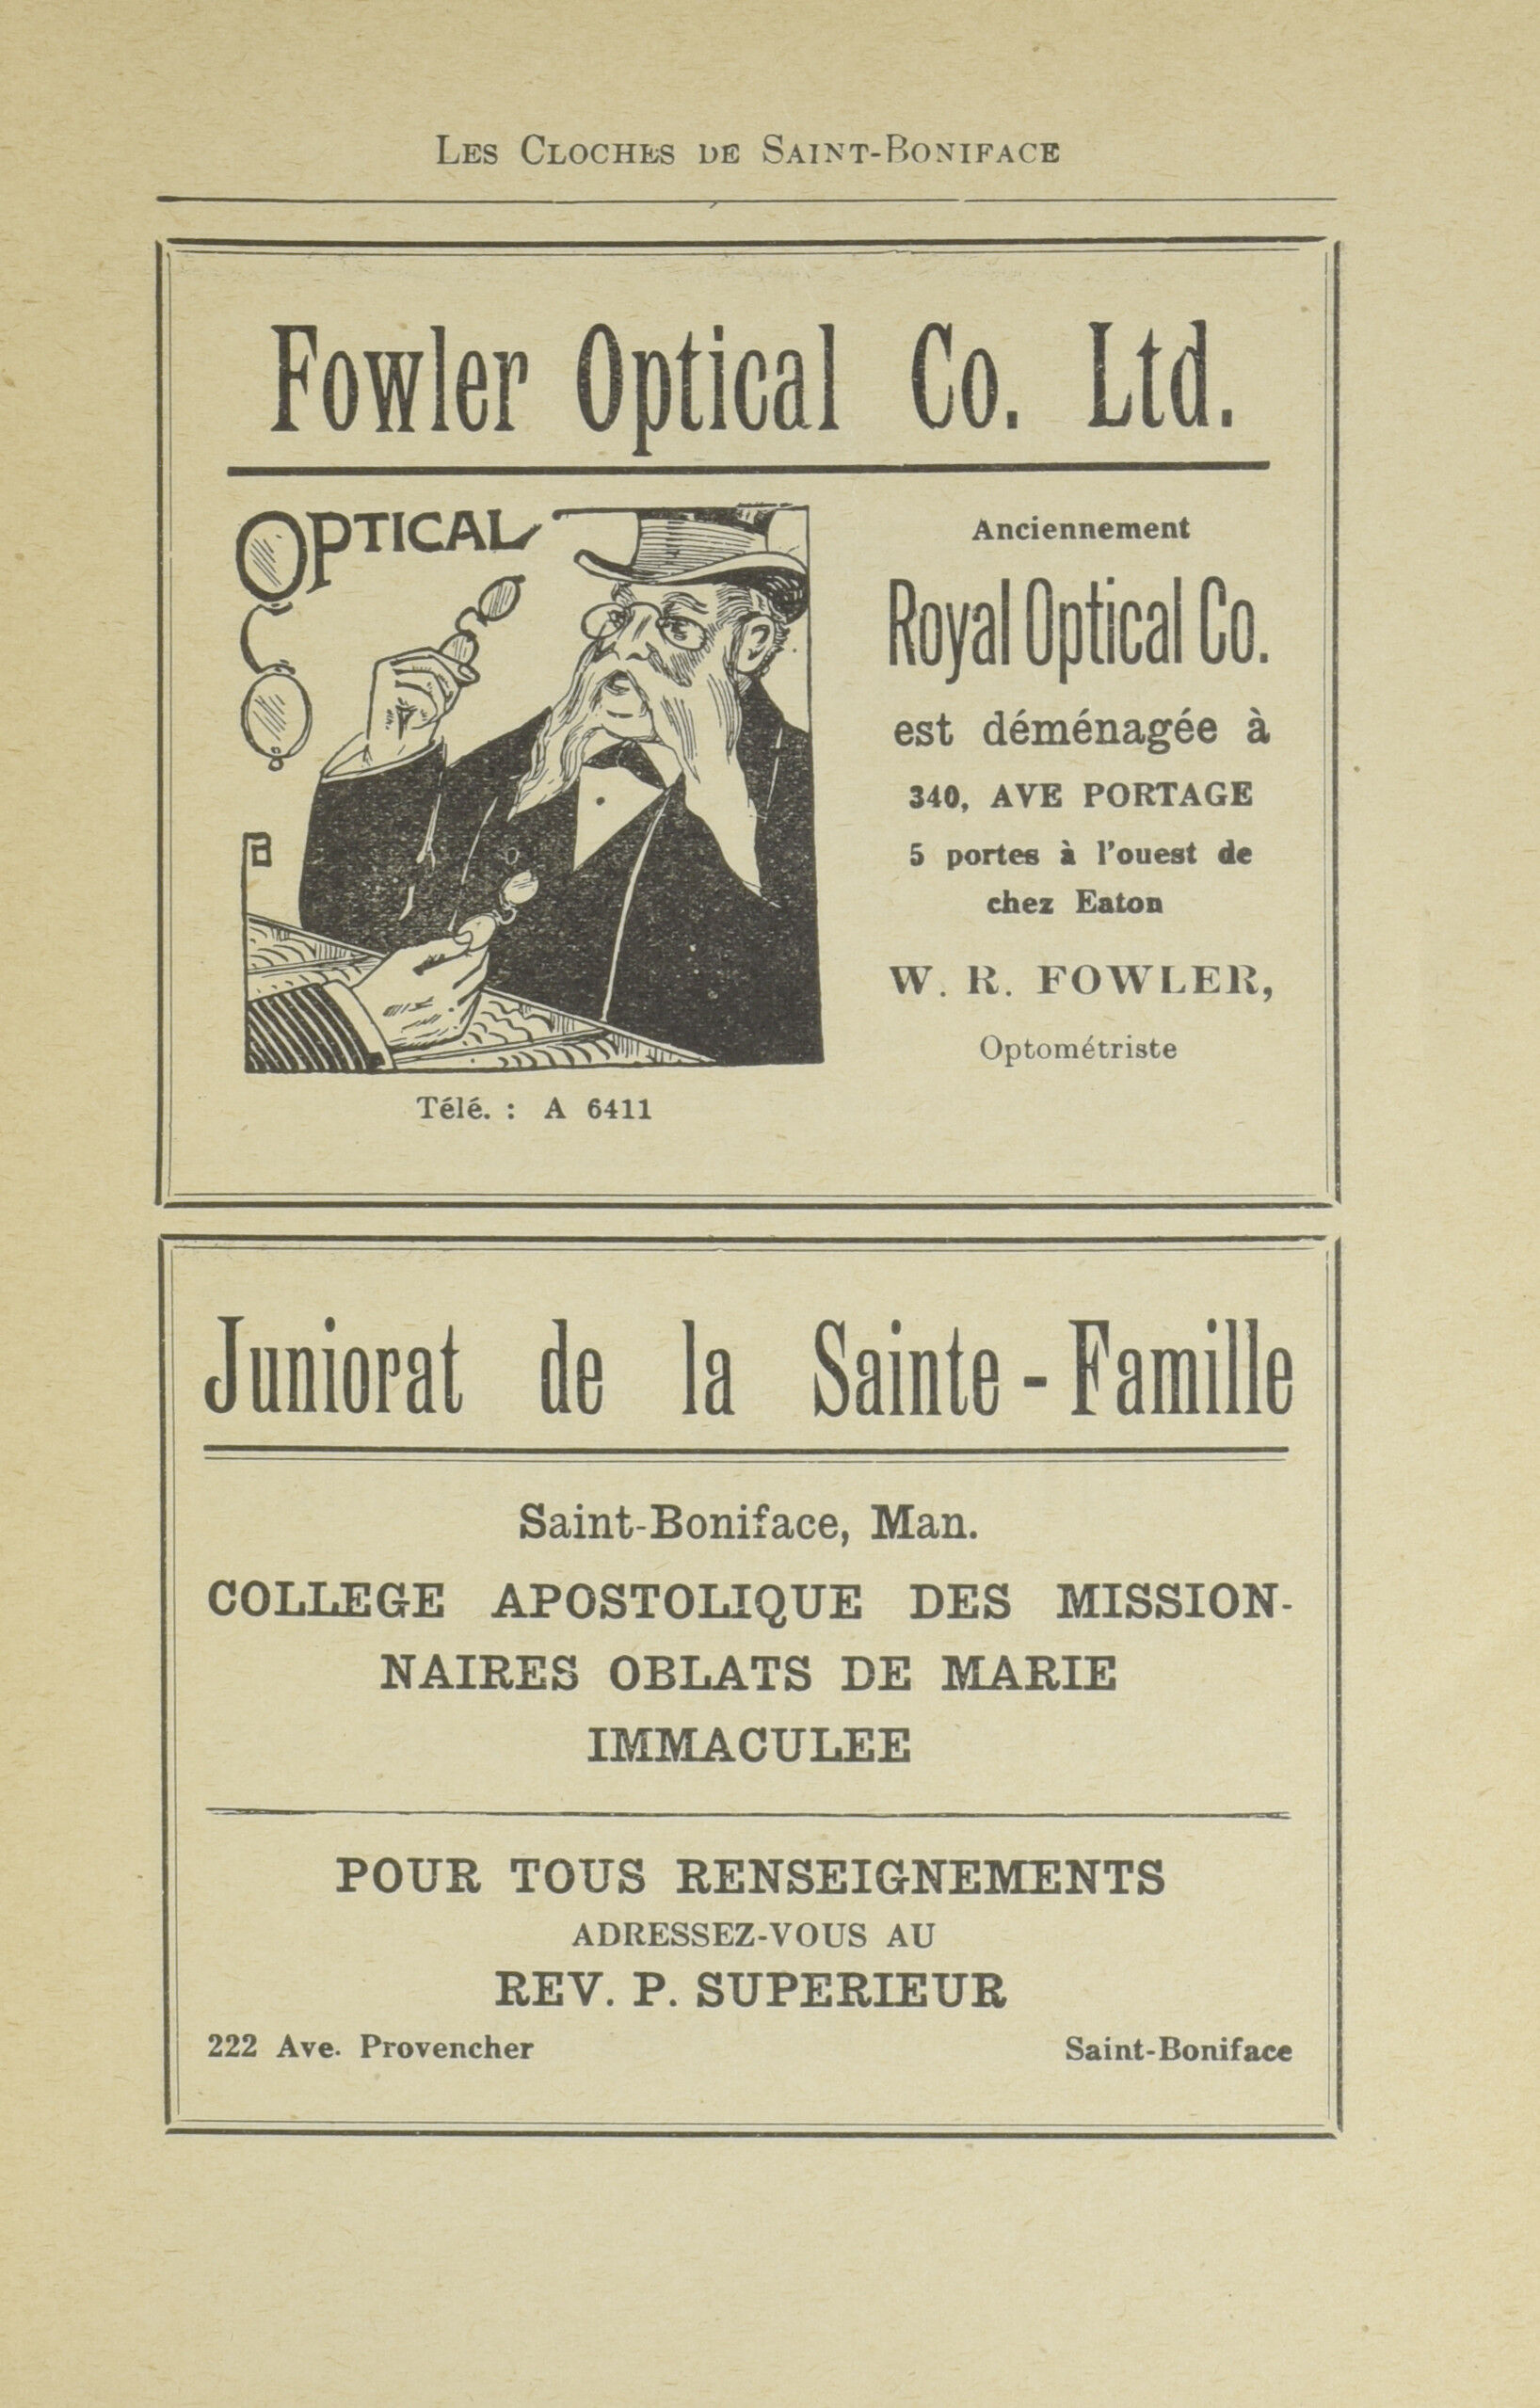 LES CLOCHES DE SAINT-BONIFACE
Fowler Optical Co. Ltd.
OPTICAL
Anciennement
Royal Optical Co.
est déménagée à
340, AVE PORTAGE
5 portes à l'ouest de
chez Eaton
W. R. FOWLER,
Optométriste
B
Télé. : A 6411
Juniorat de la Sainte-Famille
Saint-Boniface, Man.
COLLEGE APOSTOLIQUE DES MISSION-
NAIRES OBLATS DE MARIE
IMMACULEE
POUR TOUS RENSEIGNEMENTS
ADRESSEZ-VOUS AU
REV. P. SUPERIEUR
222 Ave. Provencher Saint-Boniface